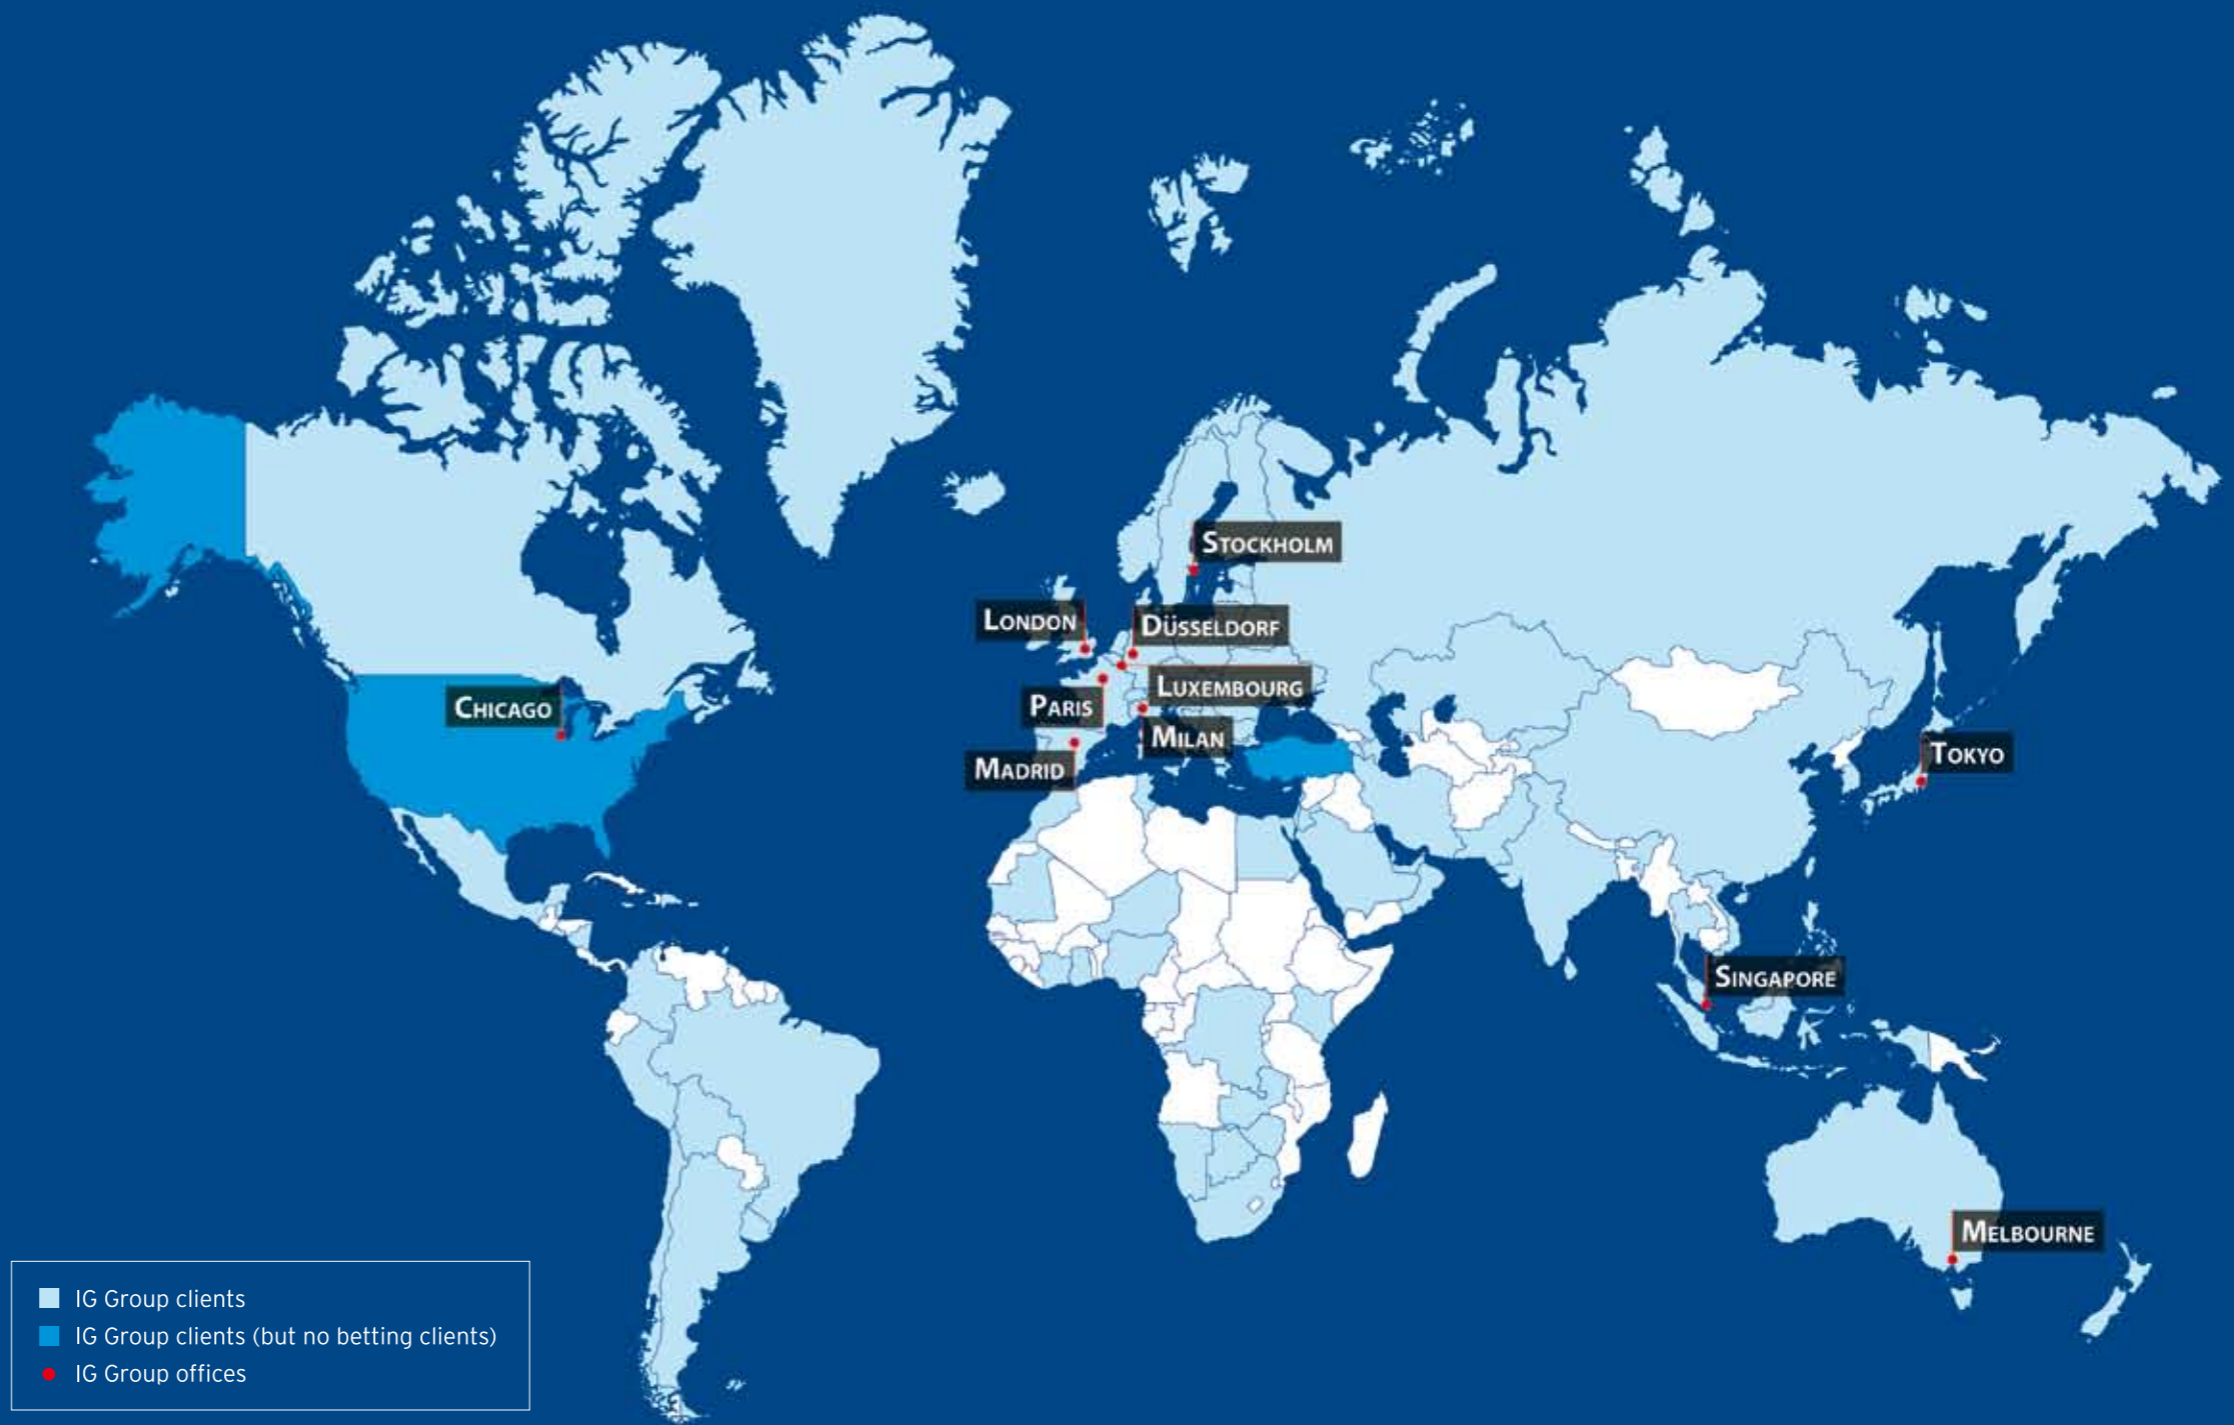 STOCKHOLM
LONDON
DÜSSELDORF
LUXEMBOURG
PARIS
CHICAGO
MILAN
MADRID
TOKYO
SINGAPORE
MELBOURNE
IG Group clients
IG Group clients (but no betting clients)
IG Group offices